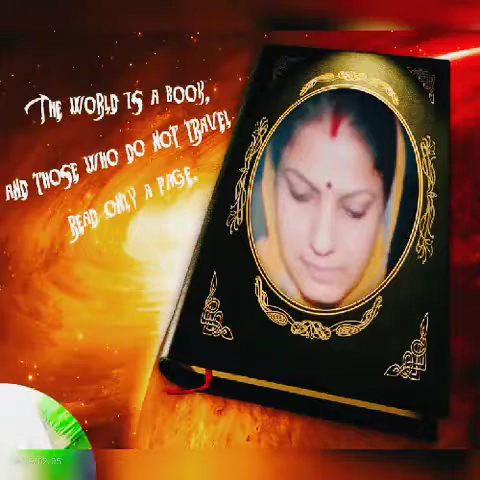 THE WORLD IS A BOOK,
AND THOSE WHO DO NOT TRAVEL
READ ONLY A PAGE.